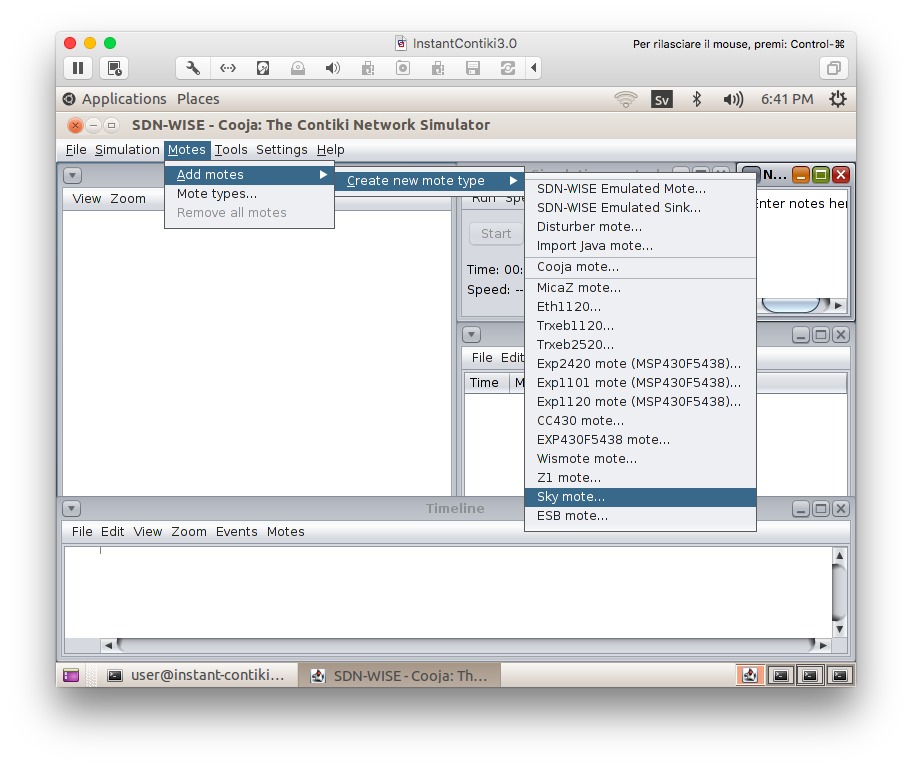 InstantContiki3.0
Per rilasciare il mouse, premi: Control-⌘
Applications Places
Sv
6:41 PM
SDN-WISE - Cooja: The Contiki Network Simulator
File Simulation Motes Tools Settings Help
Add motes
Mote types...
Remove all motes
Create new mote type
SDN-WISE Emulated Mote...
SDN-WISE Emulated Sink...
Disturber mote...
Import Java mote...
Cooja mote...
MicaZ mote...
Eth1120...
Trxeb1120...
Trxeb2520...
Exp2420 mote (MSP430F5438)...
Exp1101 mote (MSP430F5438)...
Exp1120 mote (MSP430F5438)...
CC430 mote...
EXP430F5438 mote...
Wismote mote...
Z1 mote...
Sky mote...
ESB mote...
View Zoom
Run Spe
Start
Time: 00:
Speed: --
N...
Enter notes her
File Edit
Time M
Timeline
File Edit View Zoom Events Motes
user@instant-contiki...
SDN-WISE - Cooja: Th...